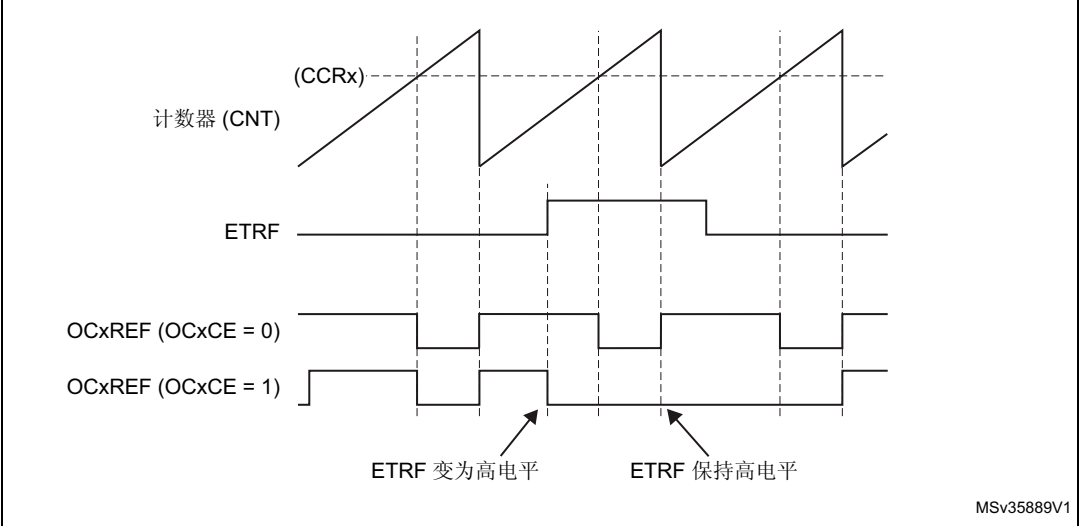 (CCRx)
计数器 (CNT)
ETRF
OCxREF (OCxCE = 0)
OCxREF (OCxCE = 1)
ETRF 变为高电平
ETRF 保持高电平
MSv35889V1